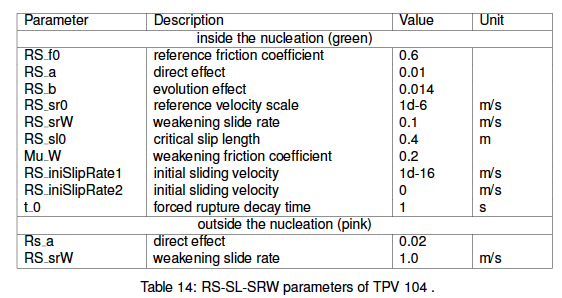 Parameter Description Value Unit
inside the nucleation (green)
RS_f0 reference friction coefficient 0.6
RS_a direct effect 0.01
RS_b evolution effect 0.014
RS_sr0 reference velocity scale 1d-6 m/s
RS_srW weakening slide rate 0.1 m/s
RS_sl0 critical slip length 0.4 m
Mu_W weakening friction coefficient 0.2
RS_iniSlipRate1 initial sliding velocity 1d-16 m/s
RS_iniSlipRate2 initial sliding velocity 0 m/s
t_0 forced rupture decay time 1 s
outside the nucleation (pink)
Rs_a direct effect 0.02
RS_srW weakening slide rate 1.0 m/s
Table 14: RS-SL-SRW parameters of TPV 104 .